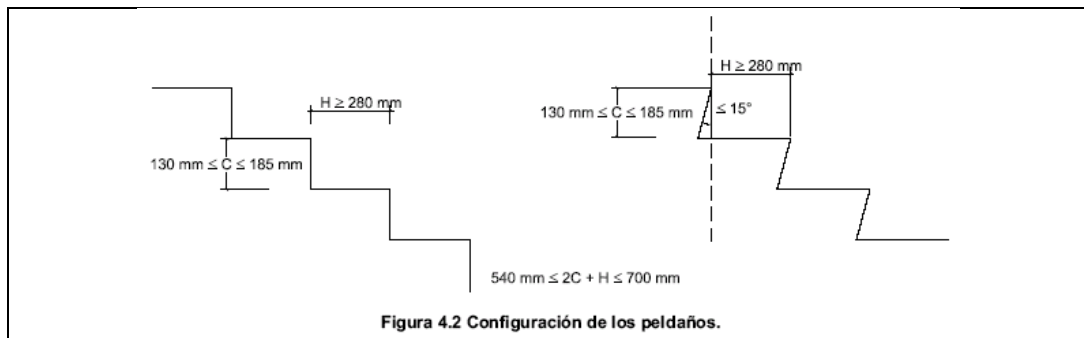 H ≥ 280 mm
130 mm ≤ C ≤ 185 mm
H ≥ 280 mm
130 mm ≤ C ≤ 185 mm
≤ 15°
540 mm ≤ 2C + H ≤ 700 mm
Figura 4.2 Configuración de los peldaños.